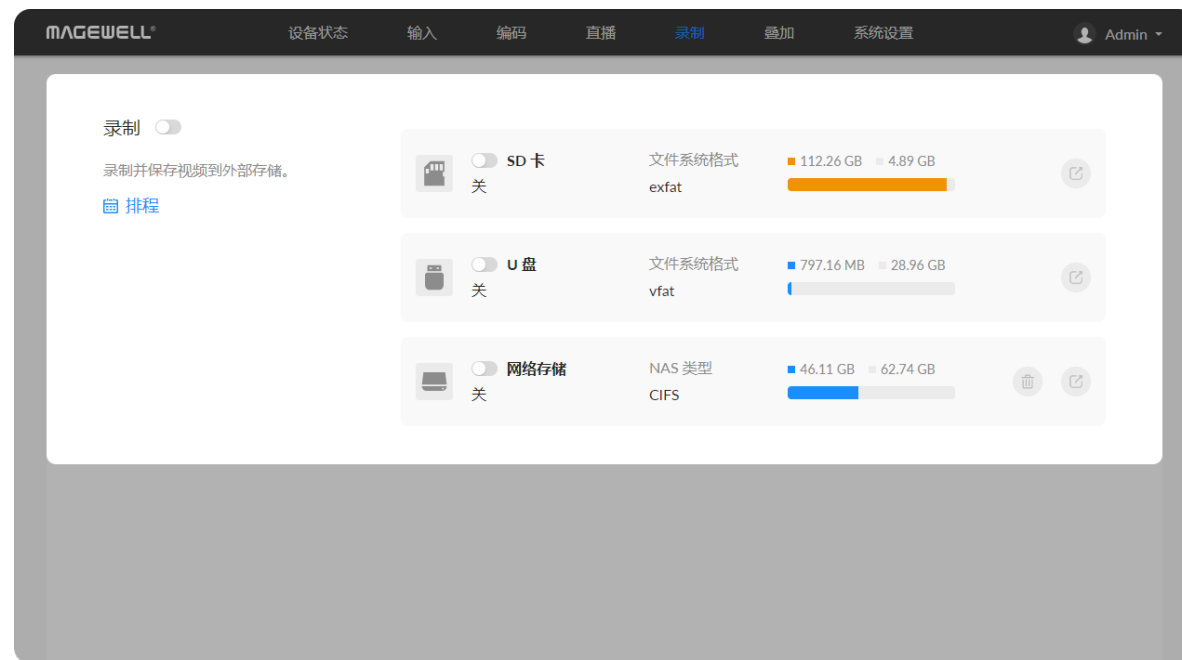 MAGEWELL®
设备状态 输入 编码 直播 录制 叠加 系统设置 Admin
录制
录制并保存视频到外部存储。
排程
SD 卡 文件系统格式 112.26 GB 4.89 GB
关 exfat
U 盘 文件系统格式 797.16 MB 28.96 GB
关 vfat
网络存储 NAS 类型 46.11 GB 62.74 GB
关 CIFS